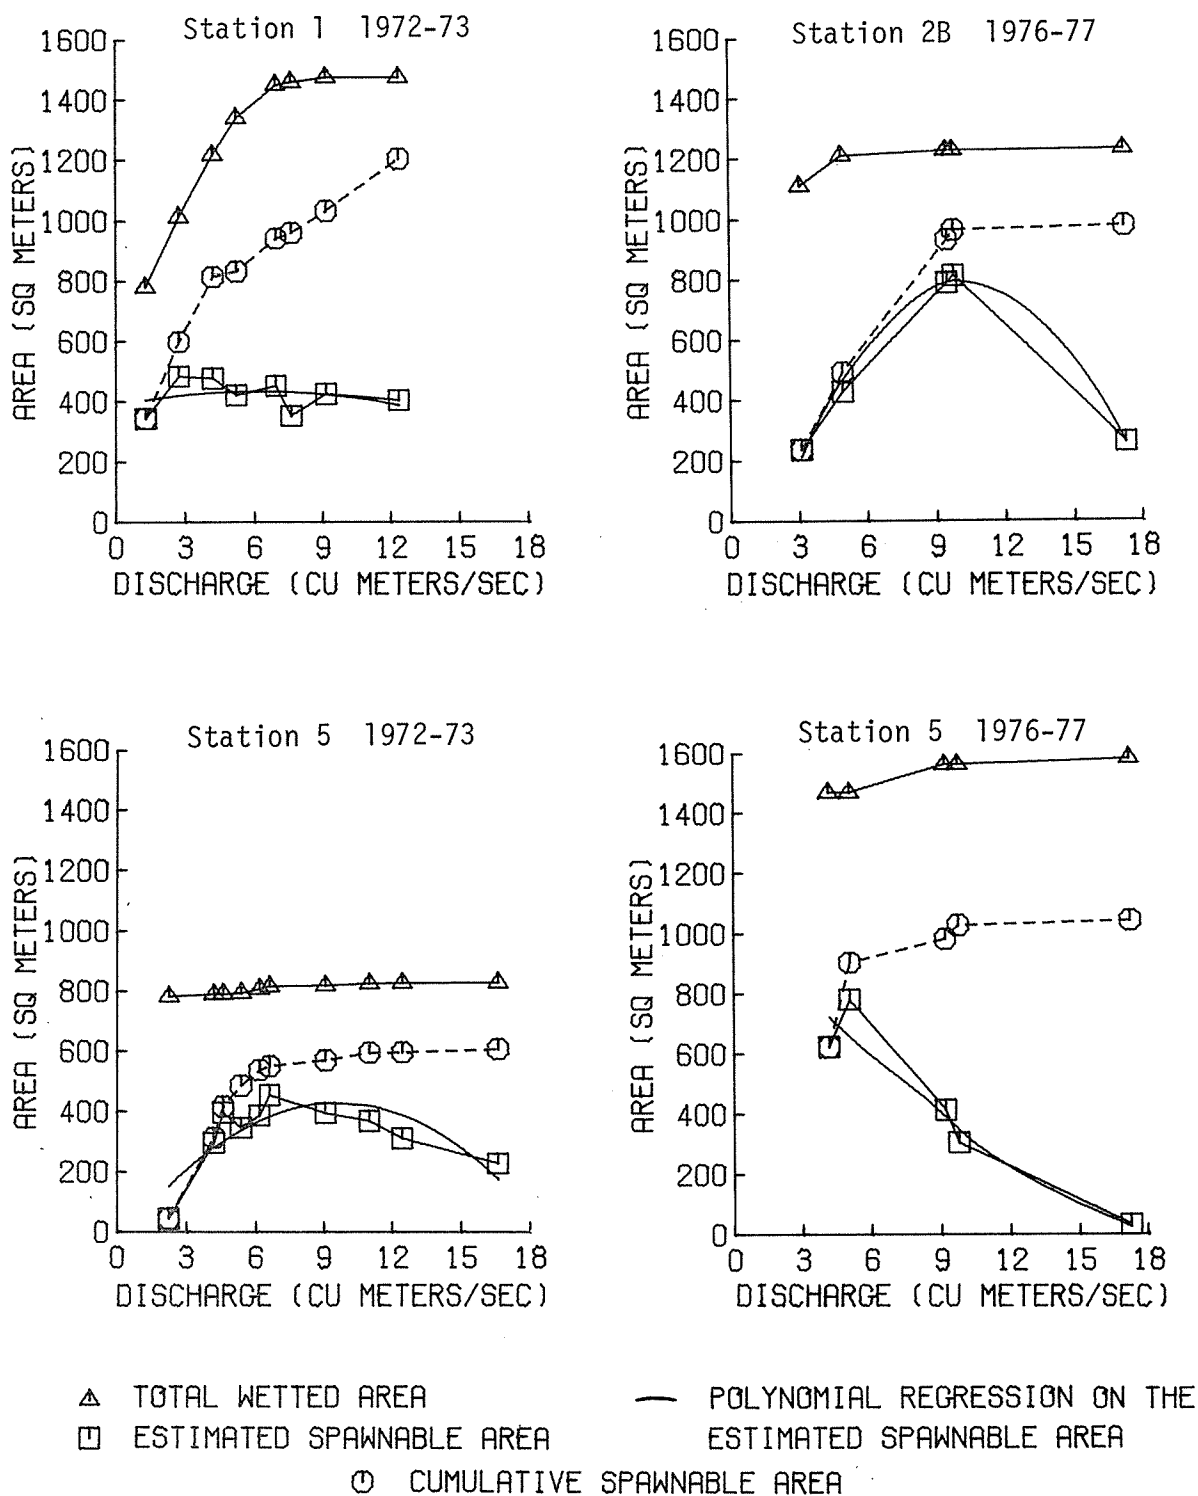 Station 1 1972-73
1600
1400
1200
1000
800
600
400
200
0
AREA (SQ METERS)
0 3 6 9 12 15 18
DISCHARGE (CU METERS/SEC)
Station 2B 1976-77
1600
1400
1200
1000
800
600
400
200
0
AREA (SQ METERS)
0 3 6 9 12 15 18
DISCHARGE (CU METERS/SEC)
Station 5 1972-73
1600
1400
1200
1000
800
600
400
200
0
AREA (SQ METERS)
0 3 6 9 12 15 18
DISCHARGE (CU METERS/SEC)
Station 5 1976-77
1600
1400
1200
1000
800
600
400
200
0
AREA (SQ METERS)
0 3 6 9 12 15 18
DISCHARGE (CU METERS/SEC)
TOTAL WETTED AREA
ESTIMATED SPAWNABLE AREA
POLYNOMIAL REGRESSION ON THE
ESTIMATED SPAWNABLE AREA
CUMULATIVE SPAWNABLE AREA